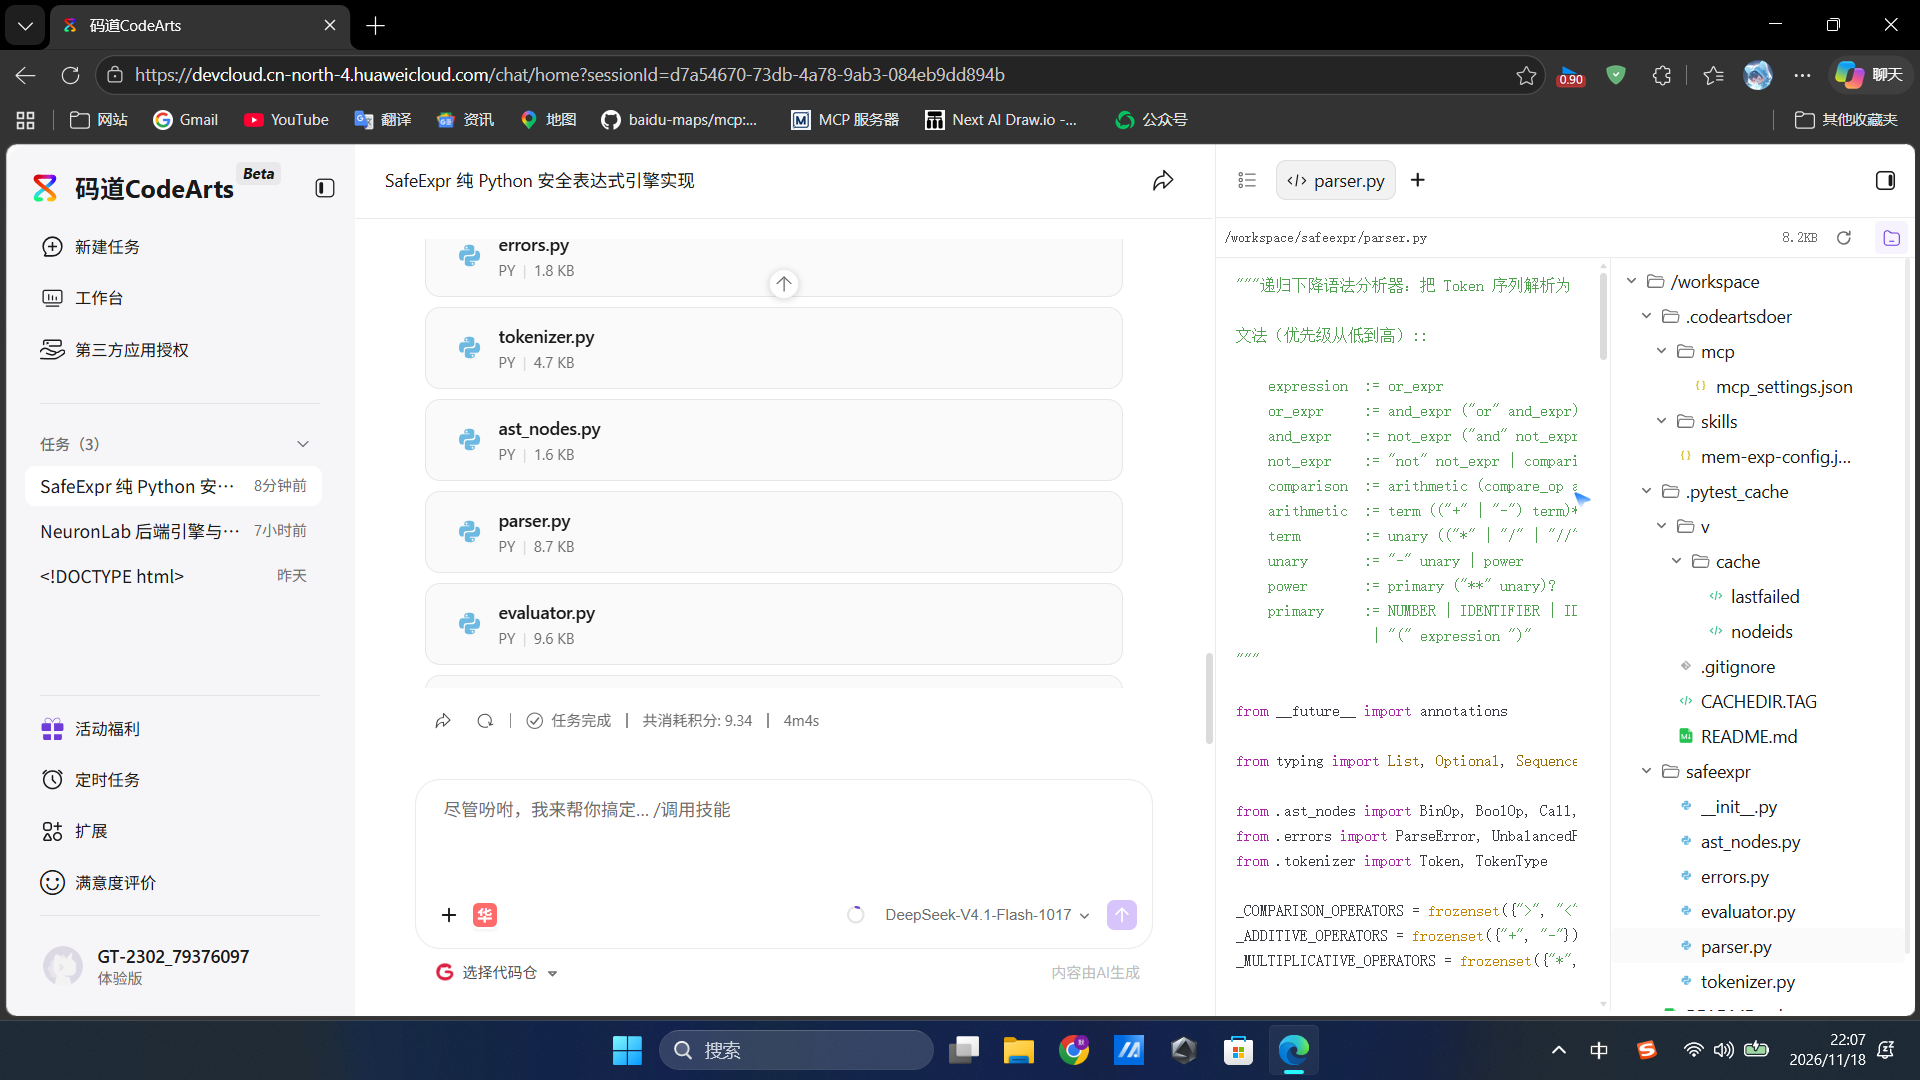 码道CodeArts
https://devcloud.cn-north-4.huaweicloud.com/chat/home?sessionId=d7a54670-73db-4a78-9ab3-084eb9dd894b
0.90
聊天
网站
Gmail
YouTube
翻译
资讯
地图
baidu-maps/mcp:...
MCP 服务器
Next AI Draw.io -...
公众号
其他收藏夹
码道CodeArts Beta
新建任务
工作台
第三方应用授权
任务（3）
SafeExpr 纯 Python 安… 8分钟前
NeuronLab 后端引擎与… 7小时前
<!DOCTYPE html> 昨天
活动福利
定时任务
扩展
满意度评价
GT-2302_79376097
体验版
SafeExpr 纯 Python 安全表达式引擎实现
errors.py
PY | 1.8 KB
tokenizer.py
PY | 4.7 KB
ast_nodes.py
PY | 1.6 KB
parser.py
PY | 8.7 KB
evaluator.py
PY | 9.6 KB
任务完成 | 共消耗积分: 9.34 | 4m4s
尽管吩咐，我来帮你搞定... /调用技能
华
DeepSeek-V4.1-Flash-1017
选择代码仓
内容由AI生成
parser.py
/workspace/safeexpr/parser.py
8.2KB
"""递归下降语法分析器：把 Token 序列解析为
文法（优先级从低到高）::
expression := or_expr
or_expr := and_expr ("or" and_expr)
and_expr := not_expr ("and" not_expr
not_expr := "not" not_expr | compari
comparison := arithmetic (compare_op a
arithmetic := term (("+" | "-") term)*
term := unary (("*" | "/" | "//"
unary := "-" unary | power
power := primary ("**" unary)?
primary := NUMBER | IDENTIFIER | ID
| "(" expression ")"
"""
from __future__ import annotations
from typing import List, Optional, Sequence
from .ast_nodes import BinOp, BoolOp, Call,
from .errors import ParseError, UnbalancedP
from .tokenizer import Token, TokenType
_COMPARISON_OPERATORS = frozenset({">", "<"
_ADDITIVE_OPERATORS = frozenset({"+", "-"})
_MULTIPLICATIVE_OPERATORS = frozenset({"*",
/workspace
.codeartsdoer
mcp
mcp_settings.json
skills
mem-exp-config.j...
.pytest_cache
v
cache
lastfailed
nodeids
.gitignore
CACHEDIR.TAG
README.md
safeexpr
__init__.py
ast_nodes.py
errors.py
evaluator.py
parser.py
tokenizer.py
搜索
中
22:07
2026/11/18